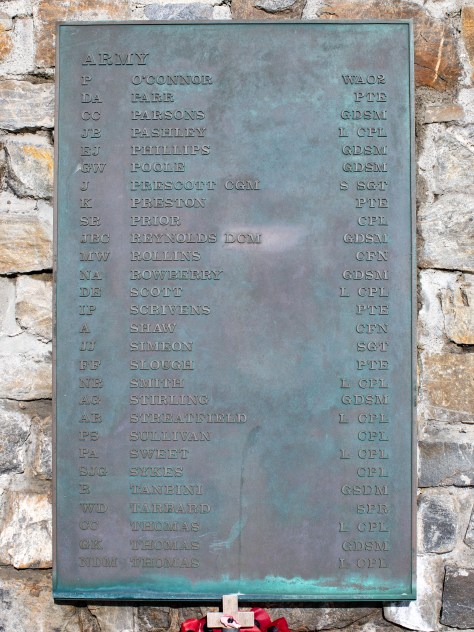 ARMY
P O'CONNOR WAO2
DA PARR PTE
CC PARSONS GDSM
JB PASHLEY L CPL
EJ PHILLIPS GDSM
GW POOLE GDSM
J PRESCOTT CGM S SGT
K PRESTON PTE
SR PRIOR CPL
JBC REYNOLDS DCM GDSM
MW ROLLINS CFN
NA ROWBERRY GDSM
DE SCOTT L CPL
IP SCRIVENS PTE
A SHAW CFN
JJ SIMEON SGT
FF SLOUGH PTE
NR SMITH L CPL
AG STIRLING GDSM
AR STREATFIELD L CPL
PS SULLIVAN CPL
PA SWEET L CPL
SJG SYKES CPL
R TANBINI GSDM
WD TARBARD SPR
CJ THOMAS L CPL
GK THOMAS GDSM
NDM THOMAS L CPL